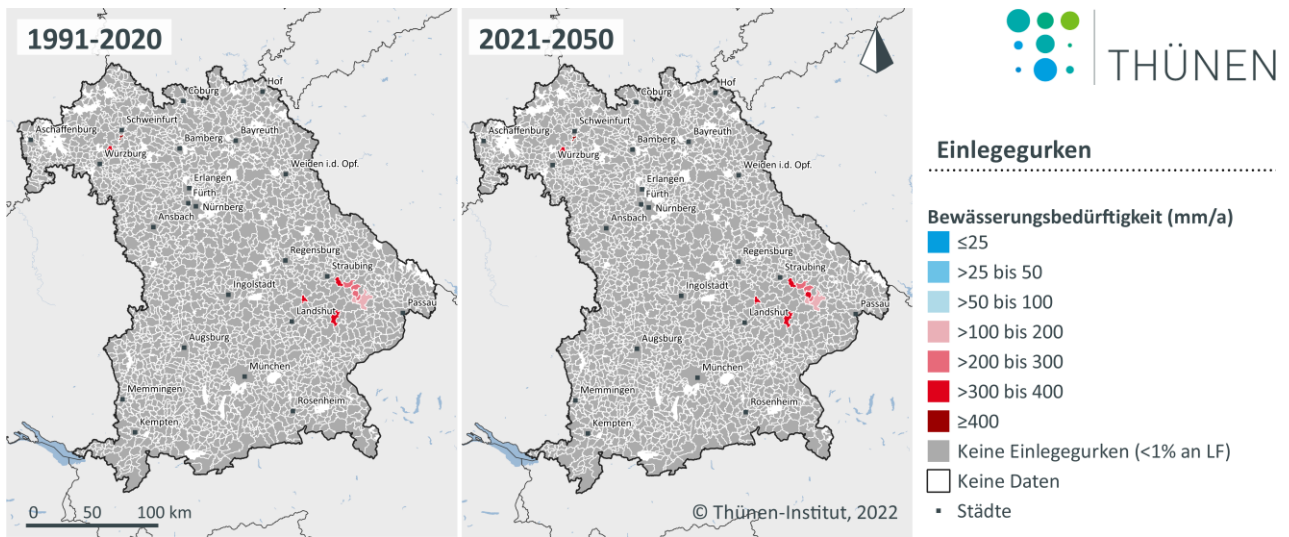 1991-2020
Hof
Coburg
Aschaffenburg
Schweinfurt
Bamberg
Bayreuth
Würzburg
Weiden i.d. Opf.
Erlangen
Fürth
Nürnberg
Ansbach
Regensburg
Straubing
Ingolstadt
Passau
Landshut
Augsburg
München
Memmingen
Rosenheim
Kempten
0 50 100 km
2021-2050
Hof
Coburg
Aschaffenburg
Schweinfurt
Bamberg
Bayreuth
Würzburg
Weiden i.d. Opf.
Erlangen
Fürth
Nürnberg
Ansbach
Regensburg
Straubing
Ingolstadt
Passau
Landshut
Augsburg
München
Memmingen
Rosenheim
Kempten
© Thünen-Institut, 2022
THÜNEN
Einlegegurken
Bewässerungsbedürftigkeit (mm/a)
≤25
>25 bis 50
>50 bis 100
>100 bis 200
>200 bis 300
>300 bis 400
≥400
Keine Einlegegurken (<1% an LF)
Keine Daten
Städte